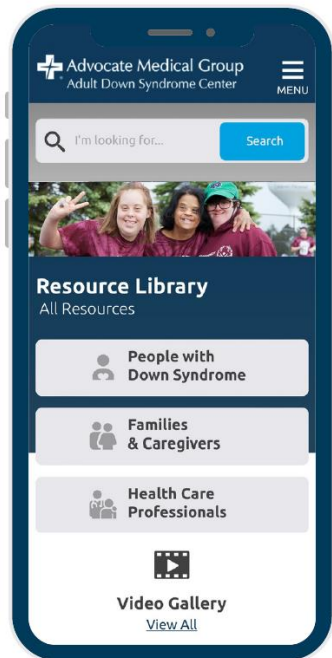 Advocate Medical Group
Adult Down Syndrome Center
MENU
I'm looking for...
Search
Resource Library
All Resources
People with
Down Syndrome
Families
& Caregivers
Health Care
Professionals
Video Gallery
View All